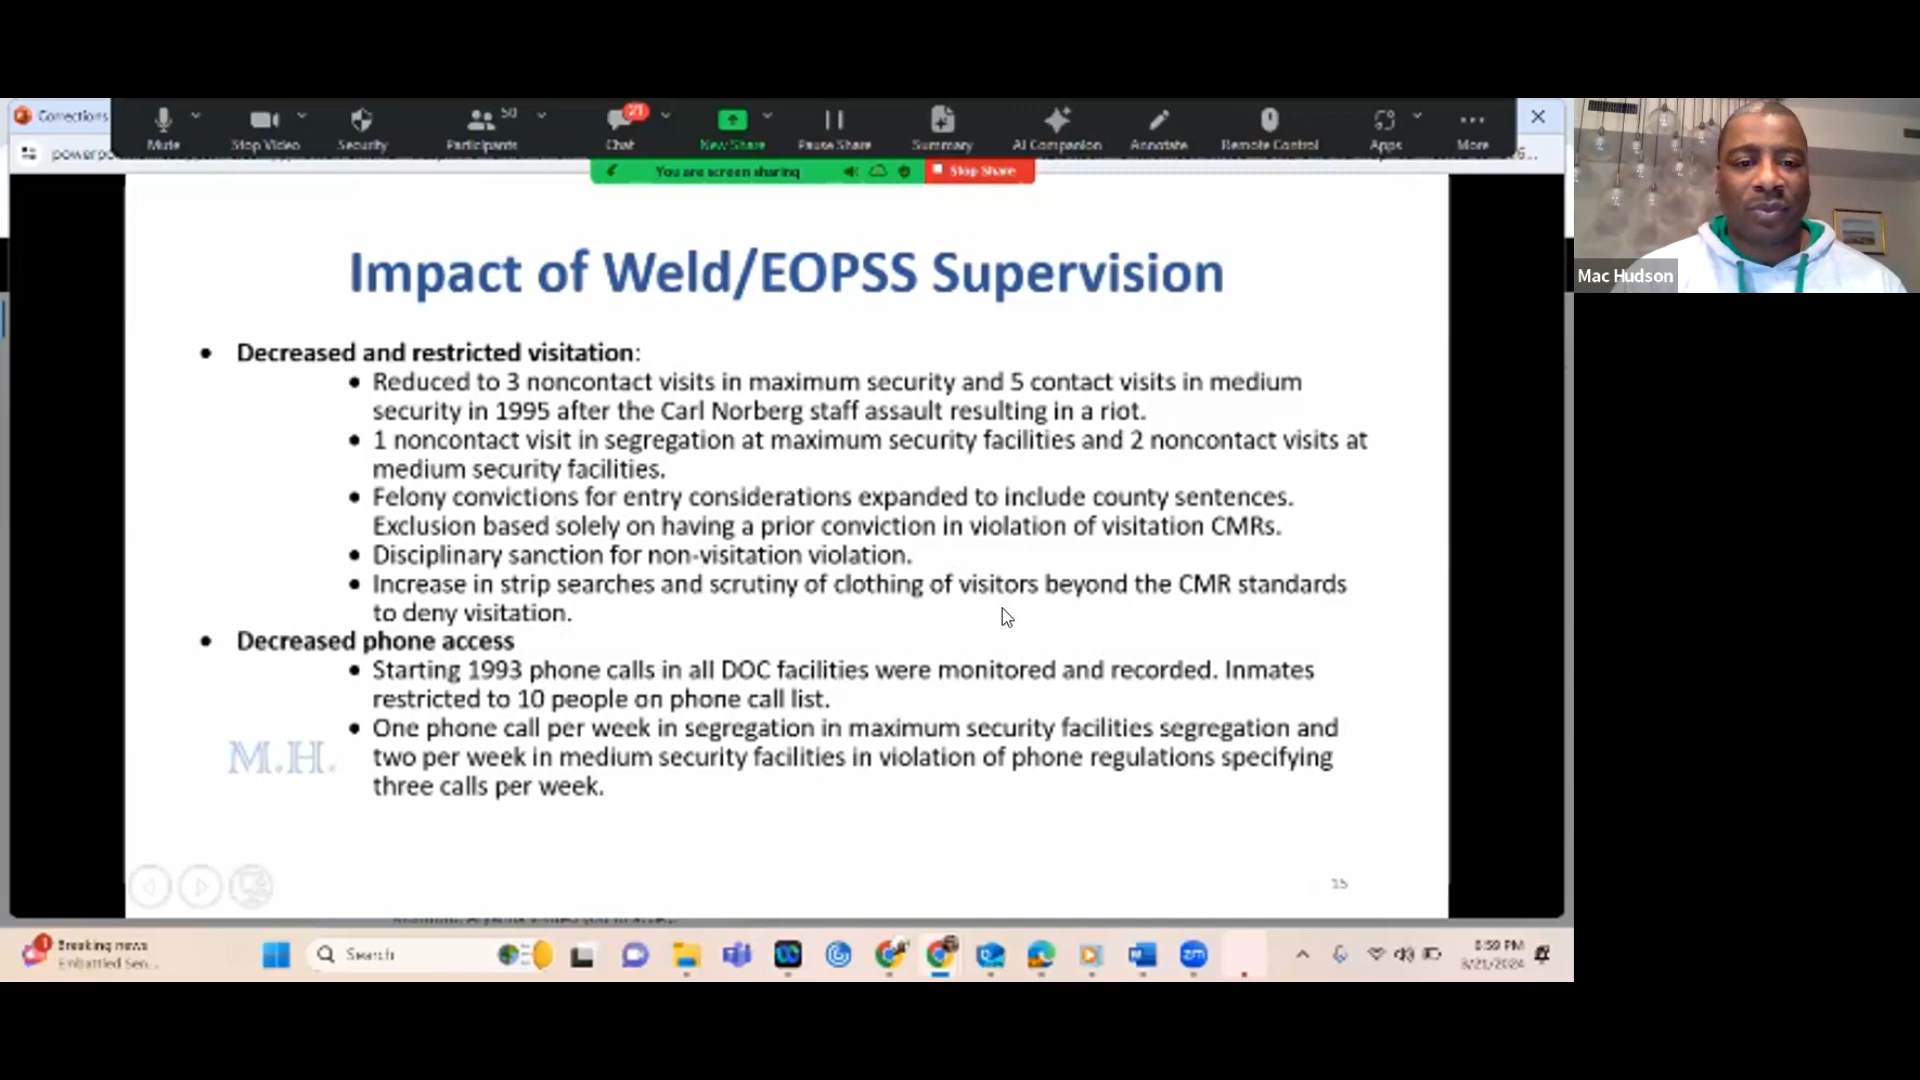 Corrections
Mute
Stop Video
Security
50
Participants
21
Chat
New Share
Pause Share
Summary
AI Companion
Annotate
Remote Control
Apps
More
You are screen sharing
Stop Share
Mac Hudson
Impact of Weld/EOPSS Supervision
• Decreased and restricted visitation:
• Reduced to 3 noncontact visits in maximum security and 5 contact visits in medium
security in 1995 after the Carl Norberg staff assault resulting in a riot.
• 1 noncontact visit in segregation at maximum security facilities and 2 noncontact visits at
medium security facilities.
• Felony convictions for entry considerations expanded to include county sentences.
Exclusion based solely on having a prior conviction in violation of visitation CMRs.
• Disciplinary sanction for non-visitation violation.
• Increase in strip searches and scrutiny of clothing of visitors beyond the CMR standards
to deny visitation.
• Decreased phone access
• Starting 1993 phone calls in all DOC facilities were monitored and recorded. Inmates
restricted to 10 people on phone call list.
• One phone call per week in segregation in maximum security facilities segregation and
two per week in medium security facilities in violation of phone regulations specifying
three calls per week.
M.H.
15
Breaking news
Embattled Sen...
Search
6:59 PM
3/21/2024